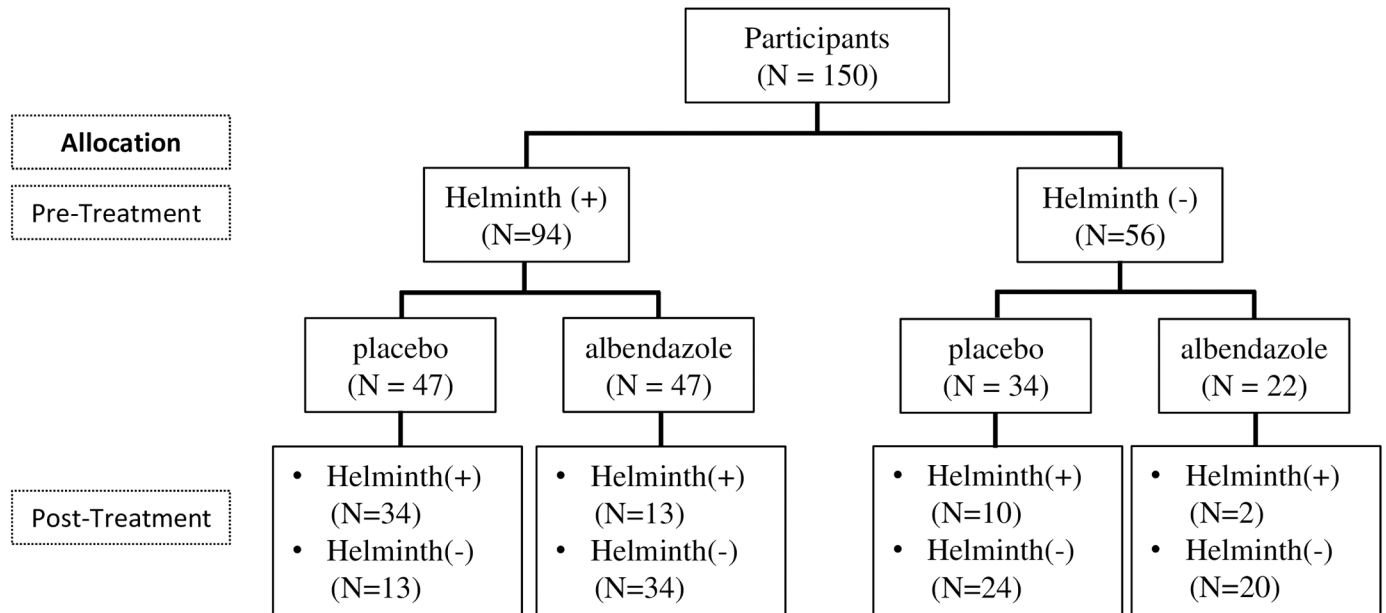 Participants
(N = 150)
Allocation
Pre-Treatment
Helminth (+)
(N=94)
Helminth (-)
(N=56)
placebo
(N = 47)
albendazole
(N = 47)
placebo
(N = 34)
albendazole
(N = 22)
Post-Treatment
• Helminth(+)
(N=34)
• Helminth(-)
(N=13)
• Helminth(+)
(N=13)
• Helminth(-)
(N=34)
• Helminth(+)
(N=10)
• Helminth(-)
(N=24)
• Helminth(+)
(N=2)
• Helminth(-)
(N=20)